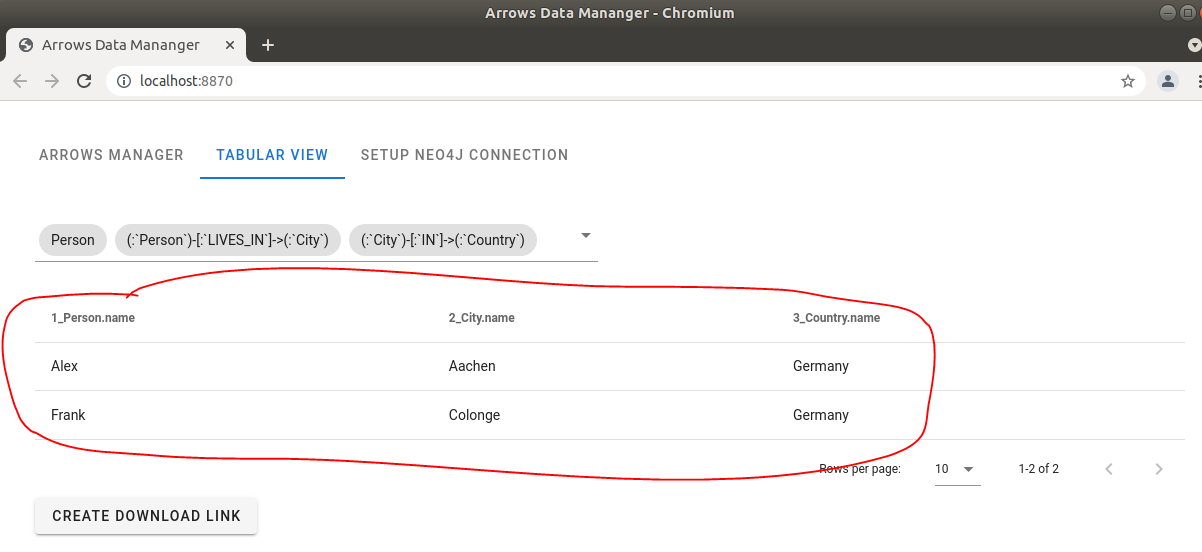 Arrows Data Mananger - Chromium
Arrows Data Mananger
localhost:8870
ARROWS MANAGER TABULAR VIEW SETUP NEO4J CONNECTION
Person (:`Person`)-[:`LIVES_IN`]->(:`City`) (:`City`)-[:`IN`]->(:`Country`)
1_Person.name 2_City.name 3_Country.name
Alex Aachen Germany
Frank Colonge Germany
Rows per page: 10 1-2 of 2
CREATE DOWNLOAD LINK